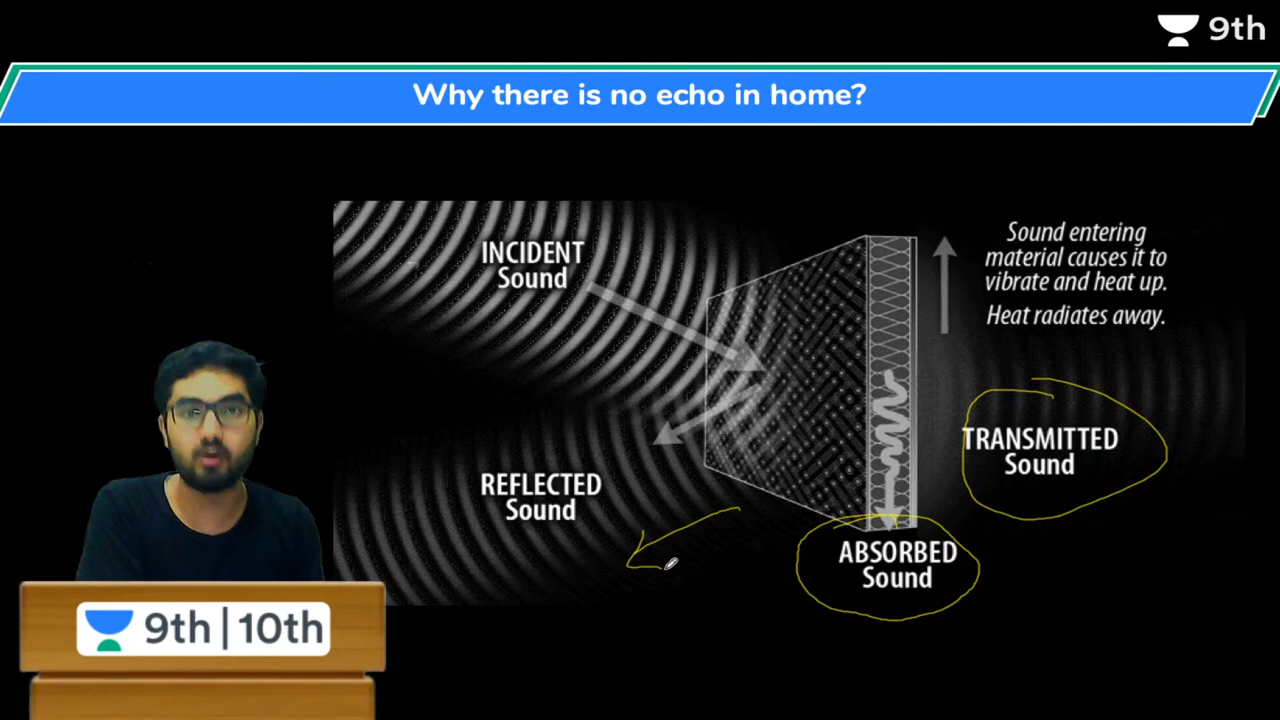 9th
Why there is no echo in home?
INCIDENT
Sound
Sound entering
material causes it to
vibrate and heat up.
Heat radiates away.
TRANSMITTED
Sound
REFLECTED
Sound
ABSORBED
Sound
9th | 10th